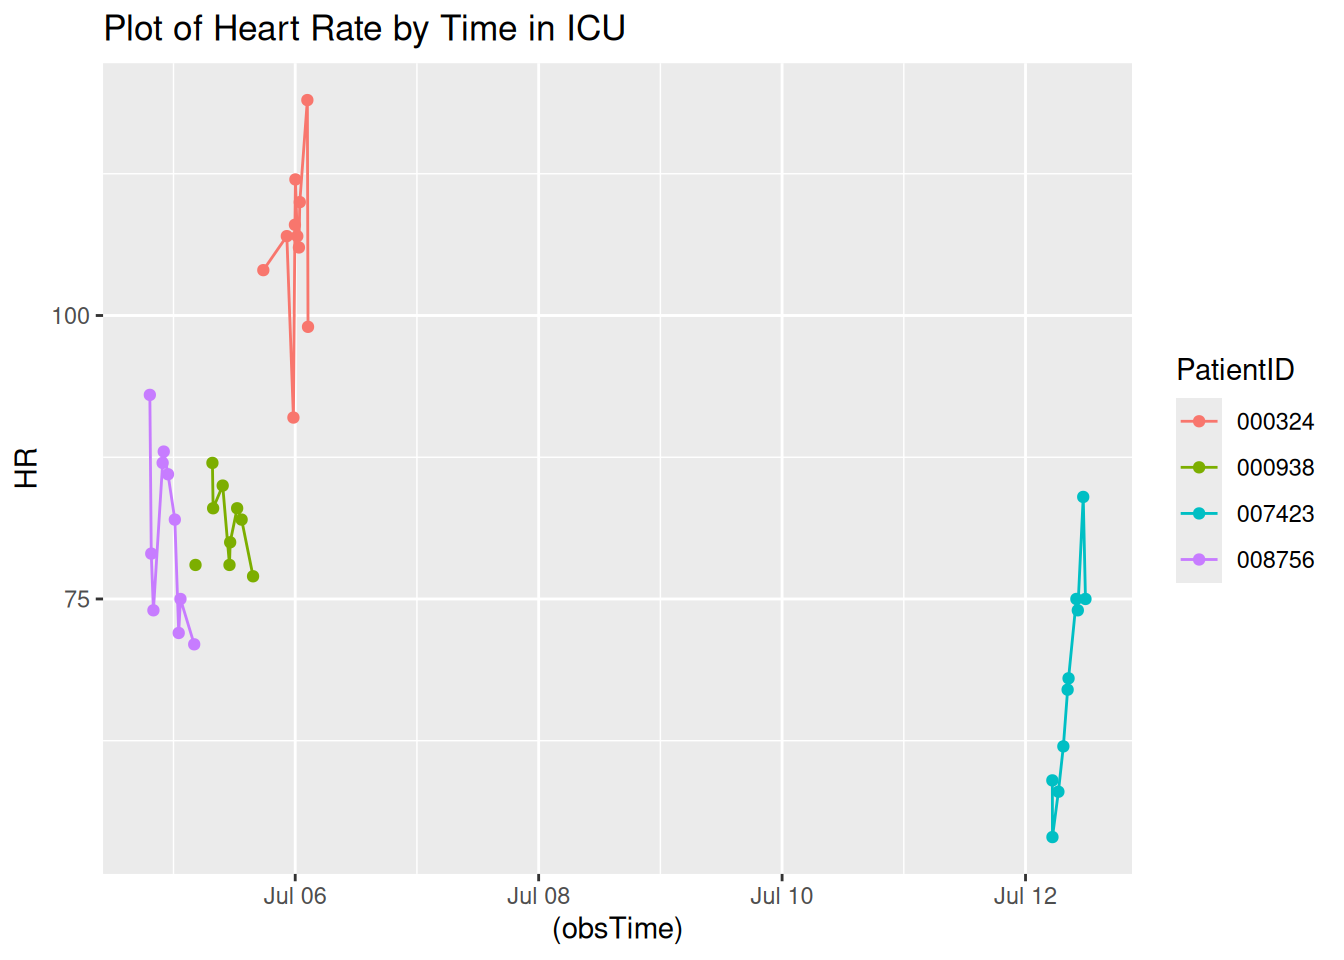 Plot of Heart Rate by Time in ICU
HR
100
75
Jul 06 Jul 08 Jul 10 Jul 12
(obsTime)
PatientID
000324
000938
007423
008756